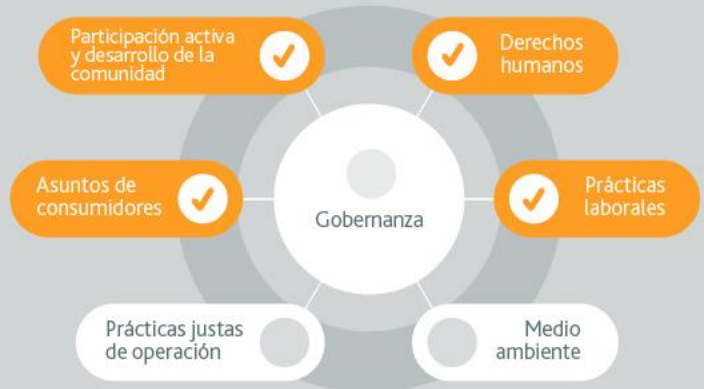 Participación activa
y desarrollo de la
comunidad
Derechos
humanos
Asuntos de
consumidores
Gobernanza
Prácticas
laborales
Prácticas justas
de operación
Medio
ambiente